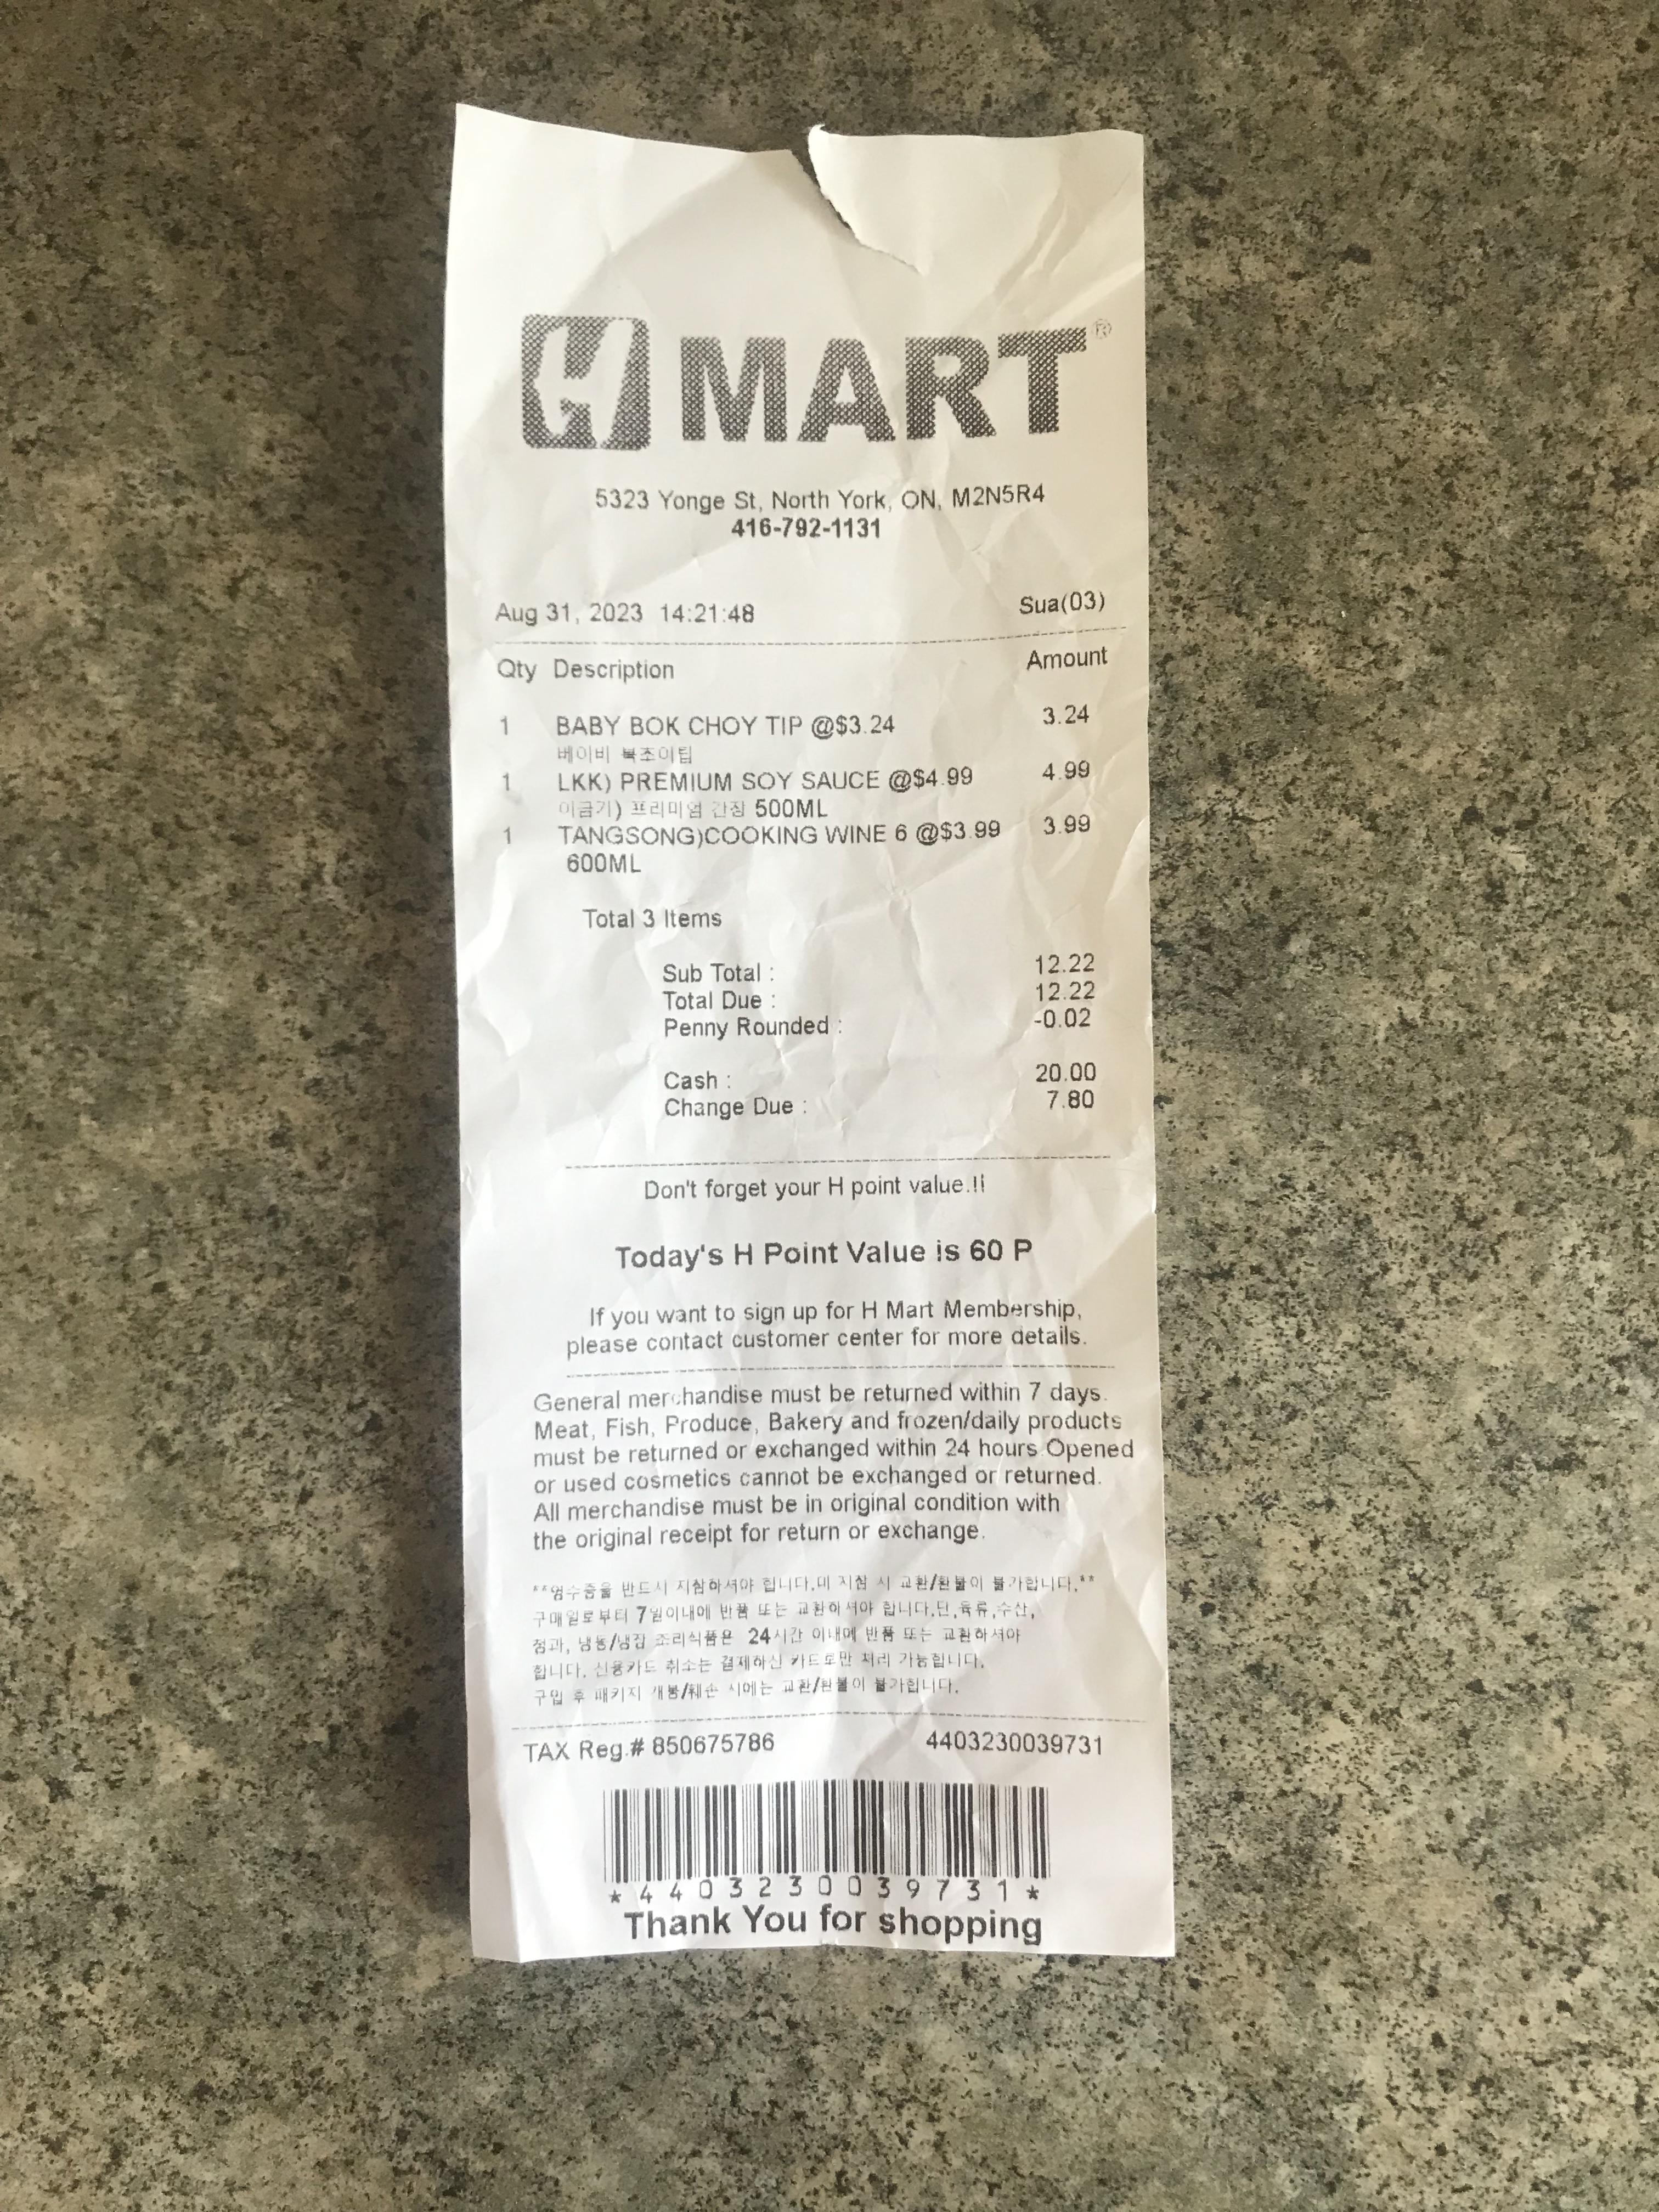 H MART®
5323 Yonge St, North York, ON, M2N5R4
416-792-1131
Aug 31, 2023 14:21:48 Sua(03)
Qty Description Amount
1 BABY BOK CHOY TIP @$3.24 3.24
베이비 복초이팁
1 LKK) PREMIUM SOY SAUCE @$4.99 4.99
이금기) 프리미엄 간장 500ML
1 TANGSONG)COOKING WINE 6 @$3.99 3.99
600ML
Total 3 Items
Sub Total : 12.22
Total Due : 12.22
Penny Rounded : -0.02
Cash : 20.00
Change Due : 7.80
Don't forget your H point value.!!
Today's H Point Value is 60 P
If you want to sign up for H Mart Membership,
please contact customer center for more details.
General merchandise must be returned within 7 days.
Meat, Fish, Produce, Bakery and frozen/daily products
must be returned or exchanged within 24 hours.Opened
or used cosmetics cannot be exchanged or returned.
All merchandise must be in original condition with
the original receipt for return or exchange.
**영수증을 반드시 지참하셔야 합니다.미 지참 시 교환/환불이 불가합니다.**
구매일로부터 7일이내에 반품 또는 교환하셔야 합니다.단,육류,수산,
청과, 냉동/냉장 조리식품은 24시간 이내에 반품 또는 교환하셔야
합니다. 신용카드 취소는 결제하신 카드로만 처리 가능합니다.
구입 후 패키지 개봉/훼손 시에는 교환/환불이 불가합니다.
TAX Reg.# 850675786 4403230039731
*4403230039731*
Thank You for shopping